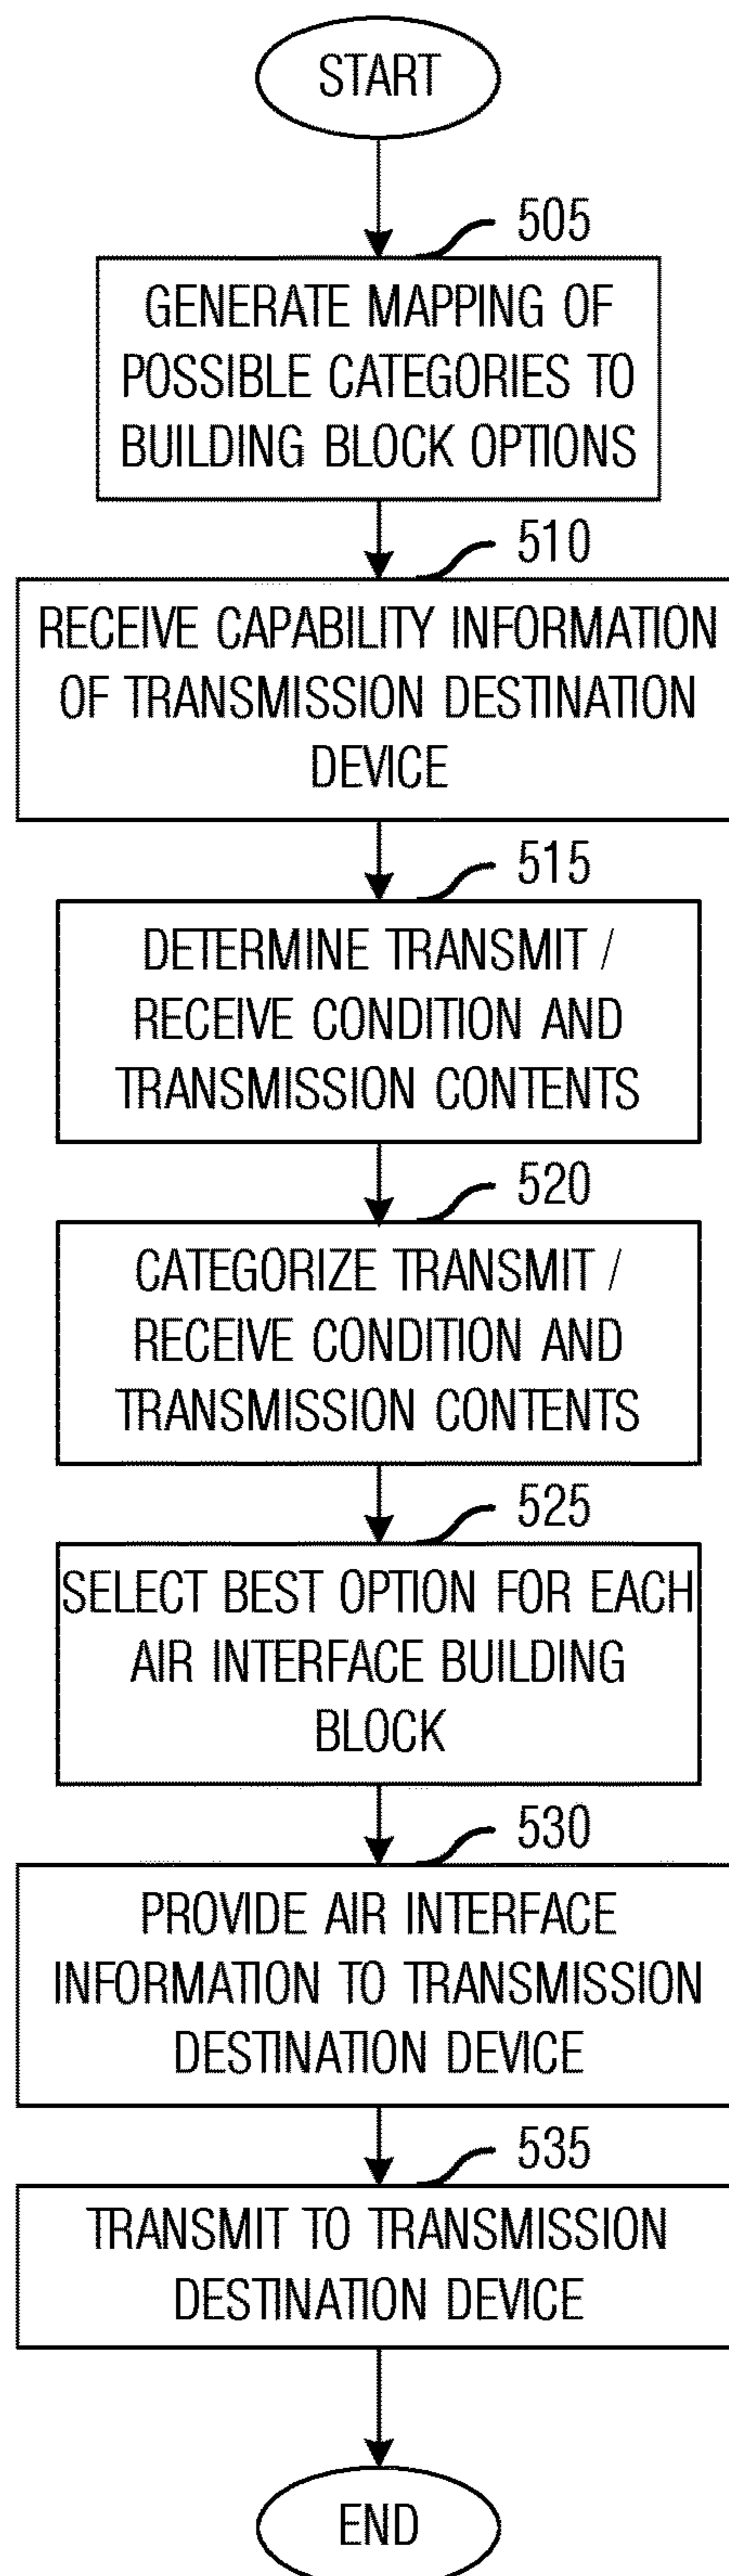 START
505
GENERATE MAPPING OF
POSSIBLE CATEGORIES TO
BUILDING BLOCK OPTIONS
510
RECEIVE CAPABILITY INFORMATION
OF TRANSMISSION DESTINATION
DEVICE
515
DETERMINE TRANSMIT /
RECEIVE CONDITION AND
TRANSMISSION CONTENTS
520
CATEGORIZE TRANSMIT /
RECEIVE CONDITION AND
TRANSMISSION CONTENTS
525
SELECT BEST OPTION FOR EACH
AIR INTERFACE BUILDING
BLOCK
530
PROVIDE AIR INTERFACE
INFORMATION TO TRANSMISSION
DESTINATION DEVICE
535
TRANSMIT TO TRANSMISSION
DESTINATION DEVICE
END